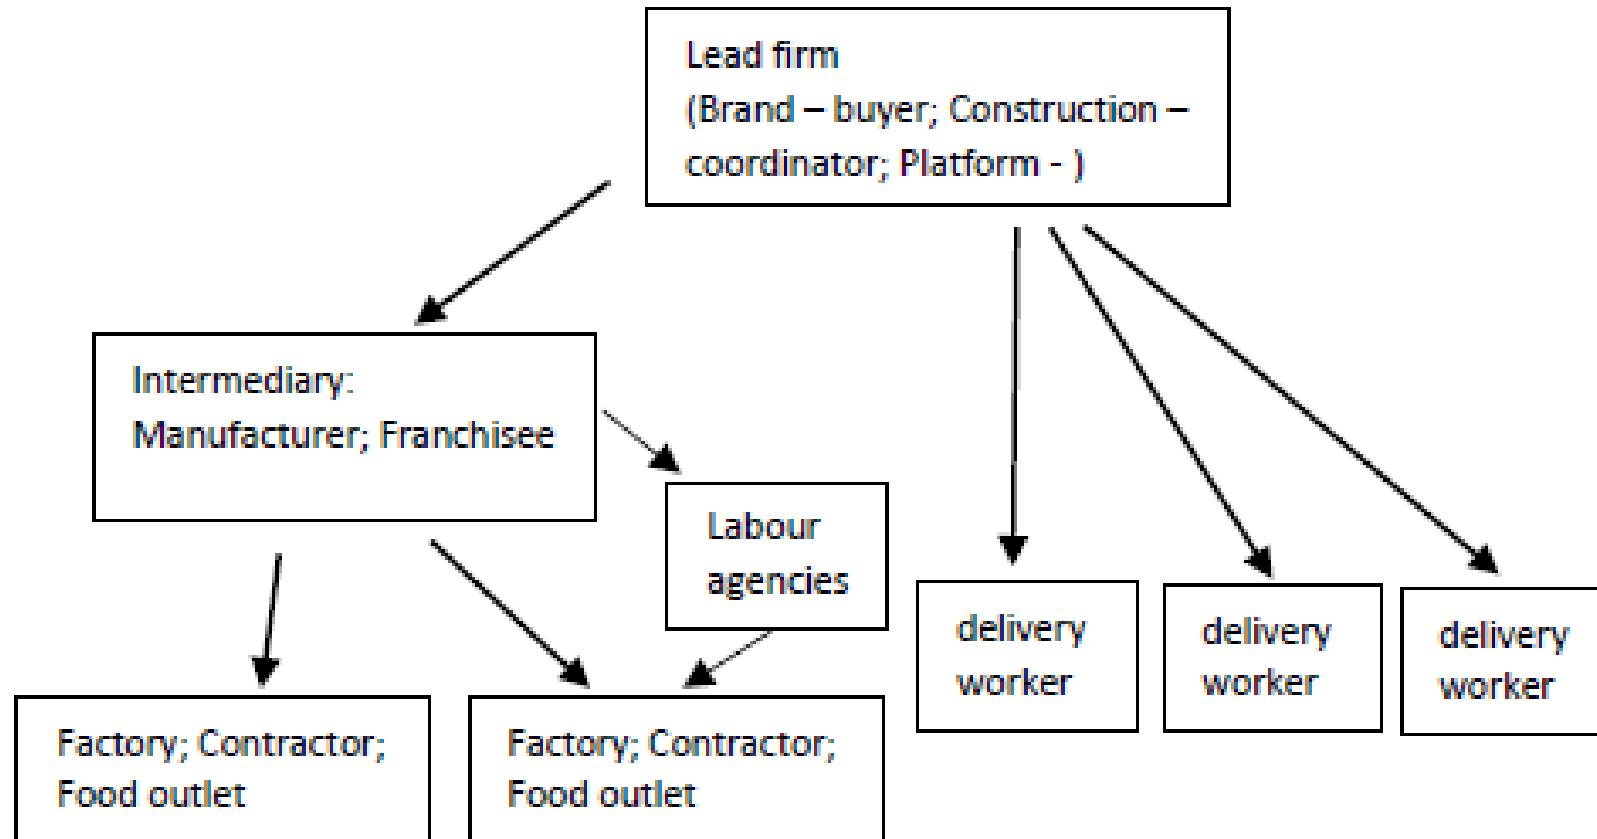 Lead firm
(Brand – buyer; Construction –
coordinator; Platform - )
Intermediary:
Manufacturer; Franchisee
Labour
agencies
delivery
worker
delivery
worker
delivery
worker
Factory; Contractor;
Food outlet
Factory; Contractor;
Food outlet